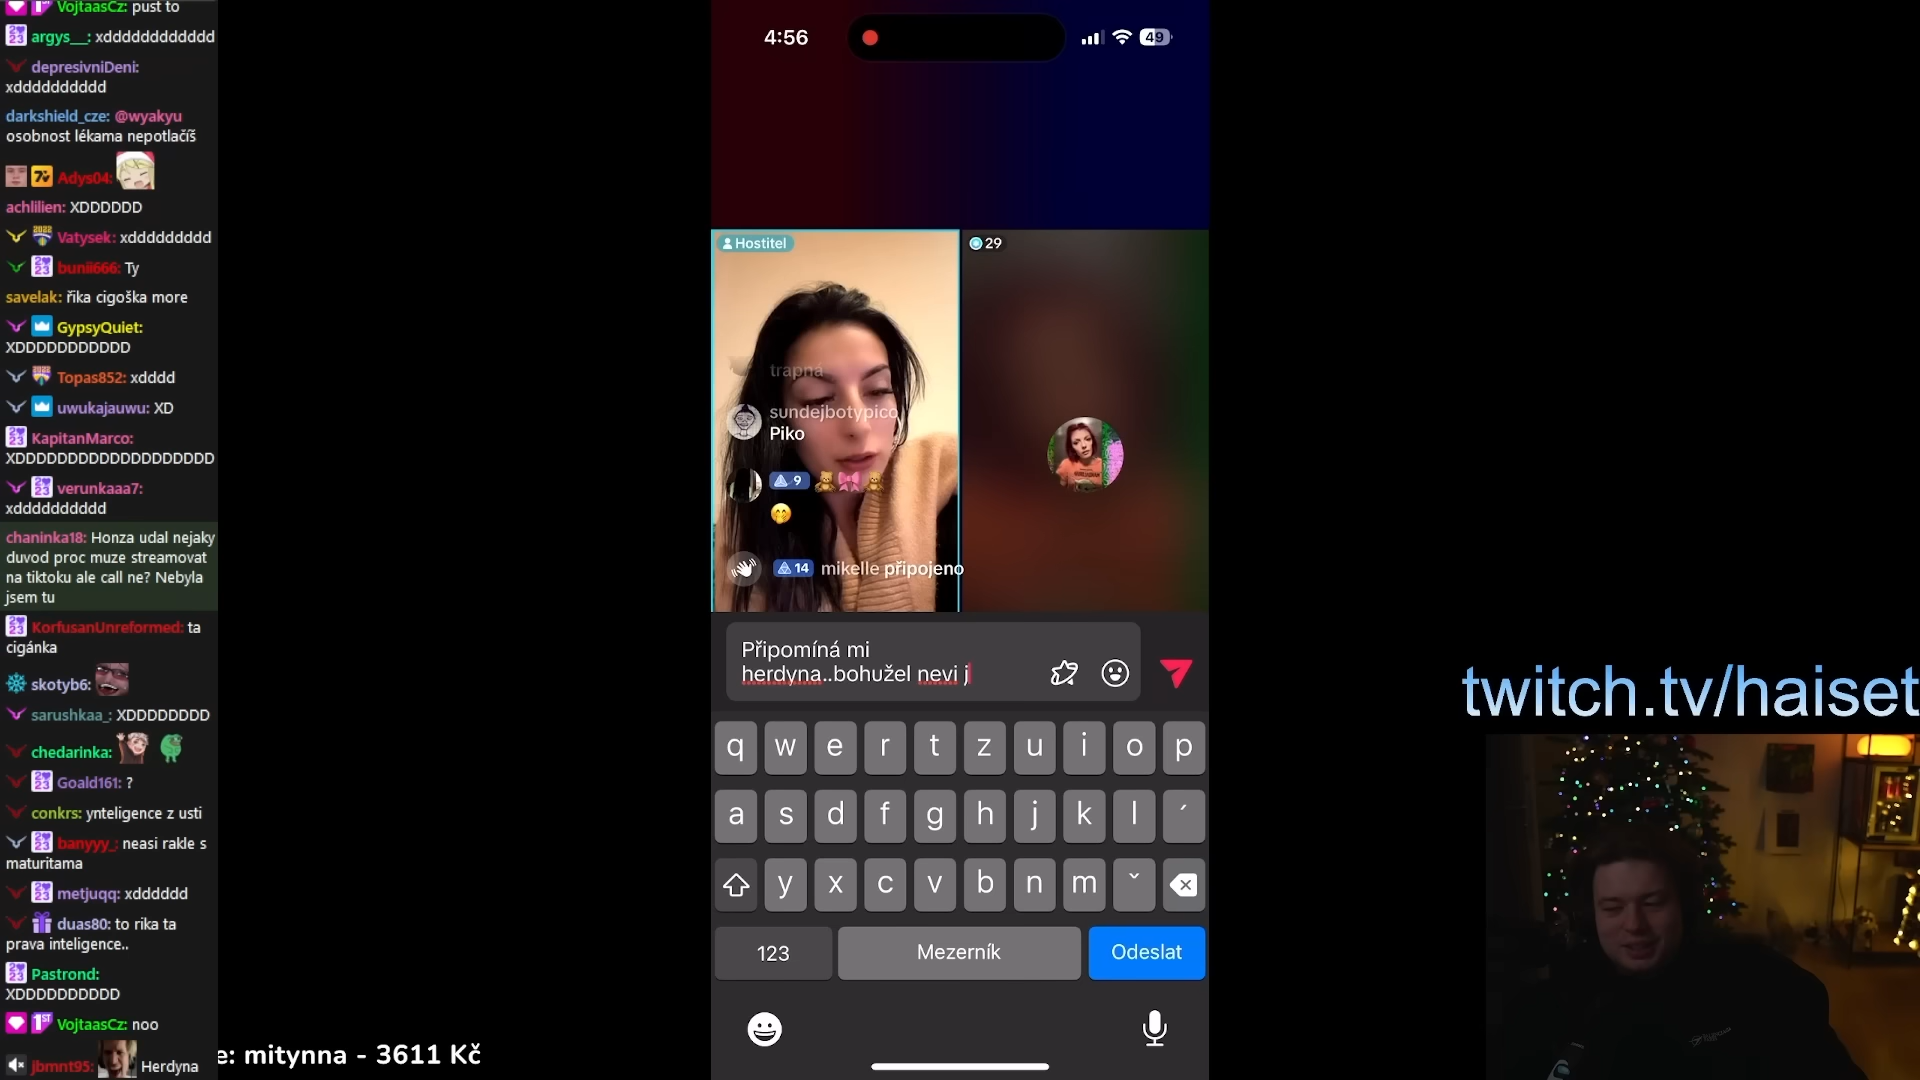 VojtaasCz: pust to
argys__: xdddddddddddd
depresivniDeni:
xdddddddddd
darkshield_cze: @wyakyu
osobnost lékama nepotlačíš
Adys04:
achlilien: XDDDDDD
Vatysek: xddddddddd
bunii666: Ty
savelak: řika cigoška more
GypsyQuiet:
XDDDDDDDDDDD
Topas852: xdddd
uwukajauwu: XD
KapitanMarco:
XDDDDDDDDDDDDDDDDDDD
verunkaaa7:
xdddddddddd
chaninka18: Honza udal nejaky
duvod proc muze streamovat
na tiktoku ale call ne? Nebyla
jsem tu
KorfusanUnreformed: ta
cigánka
skotyb6:
sarushkaa_: XDDDDDDDD
chedarinka:
Goald161: ?
conkrs: ynteligence z usti
banyyy_: neasi rakle s
maturitama
metjuqq: xdddddd
duas80: to rika ta
prava inteligence..
Pastrond:
XDDDDDDDDDD
VojtaasCz: noo
jbmnt95: Herdyna
e: mitynna - 3611 Kč
4:56
49
Hostitel
29
trapná
sundejbotypico
Piko
9
14 mikelle připojeno
Připomíná mi
herdyna..bohužel nevi j
q w e r t z u i o p
a s d f g h j k l ´
y x c v b n m ˇ
123 Mezerník Odeslat
twitch.tv/haiset